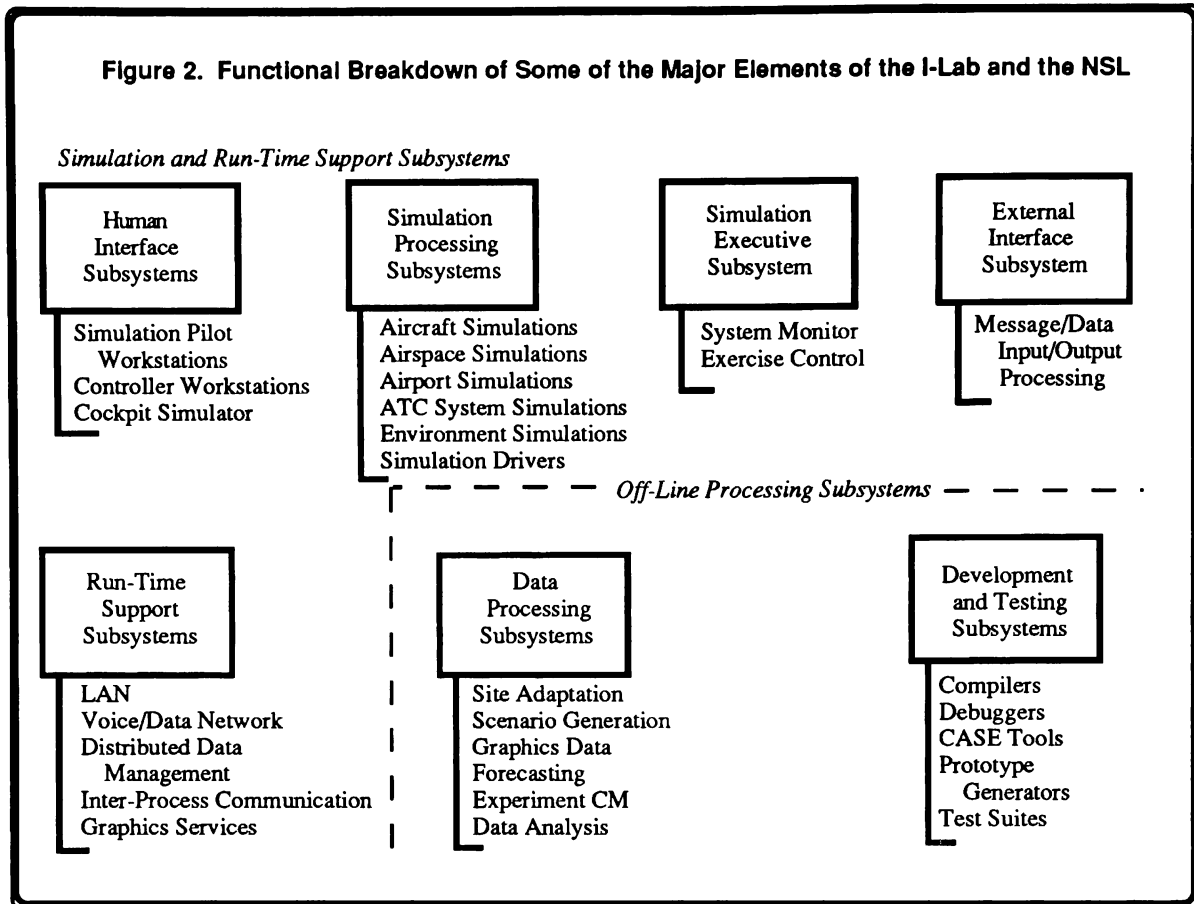 Figure 2. Functional Breakdown of Some of the Major Elements of the I-Lab and the NSL
Simulation and Run-Time Support Subsystems
Human
Interface
Subsystems
Simulation Pilot
Workstations
Controller Workstations
Cockpit Simulator
Simulation
Processing
Subsystems
Aircraft Simulations
Airspace Simulations
Airport Simulations
ATC System Simulations
Environment Simulations
Simulation Drivers
Simulation
Executive
Subsystem
System Monitor
Exercise Control
External
Interface
Subsystem
Message/Data
Input/Output
Processing
Off-Line Processing Subsystems
Run-Time
Support
Subsystems
LAN
Voice/Data Network
Distributed Data
Management
Inter-Process Communication
Graphics Services
Data
Processing
Subsystems
Site Adaptation
Scenario Generation
Graphics Data
Forecasting
Experiment CM
Data Analysis
Development
and Testing
Subsystems
Compilers
Debuggers
CASE Tools
Prototype
Generators
Test Suites